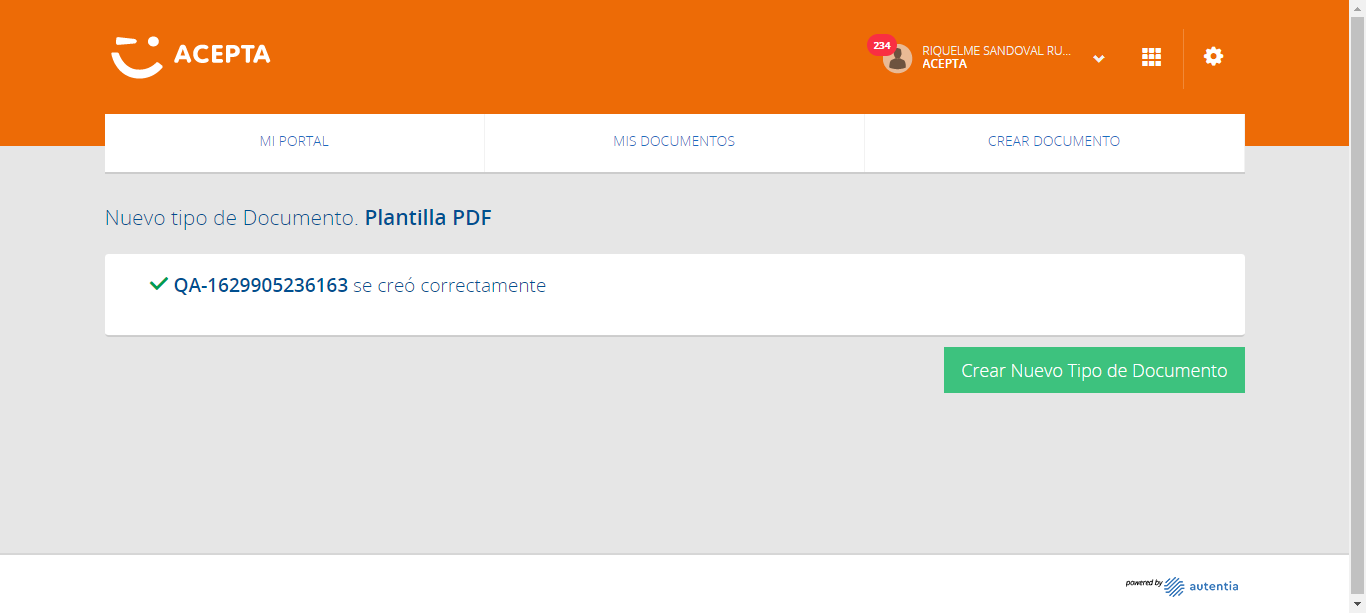 ACEPTA
234
RIQUELME SANDOVAL RU...
ACEPTA
MI PORTAL
MIS DOCUMENTOS
CREAR DOCUMENTO
Nuevo tipo de Documento. Plantilla PDF
QA-1629905236163 se creó correctamente
Crear Nuevo Tipo de Documento
powered by autentia